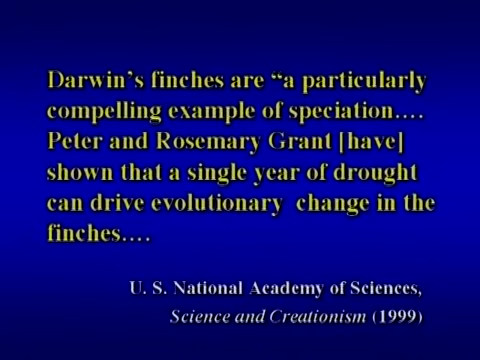 Darwin's finches are “a particularly
compelling example of speciation….
Peter and Rosemary Grant [have]
shown that a single year of drought
can drive evolutionary change in the
finches….
U. S. National Academy of Sciences,
Science and Creationism (1999)